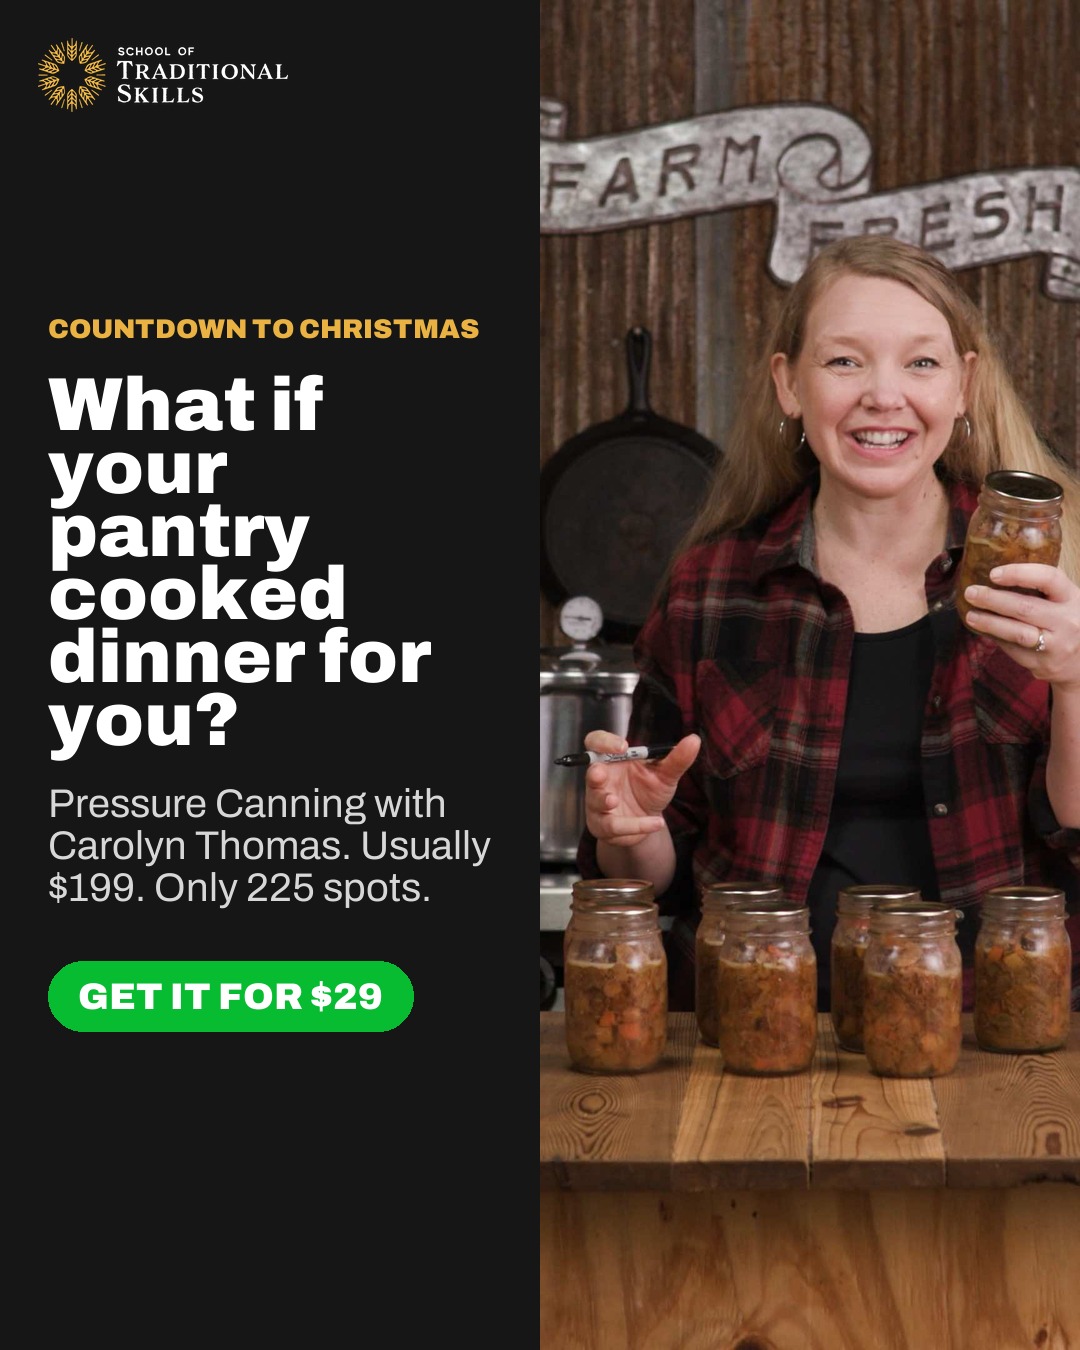 SCHOOL OF
TRADITIONAL
SKILLS
FARM
FRESH
COUNTDOWN TO CHRISTMAS
What if
your
pantry
cooked
dinner for
you?
Pressure Canning with
Carolyn Thomas. Usually
$199. Only 225 spots.
GET IT FOR $29